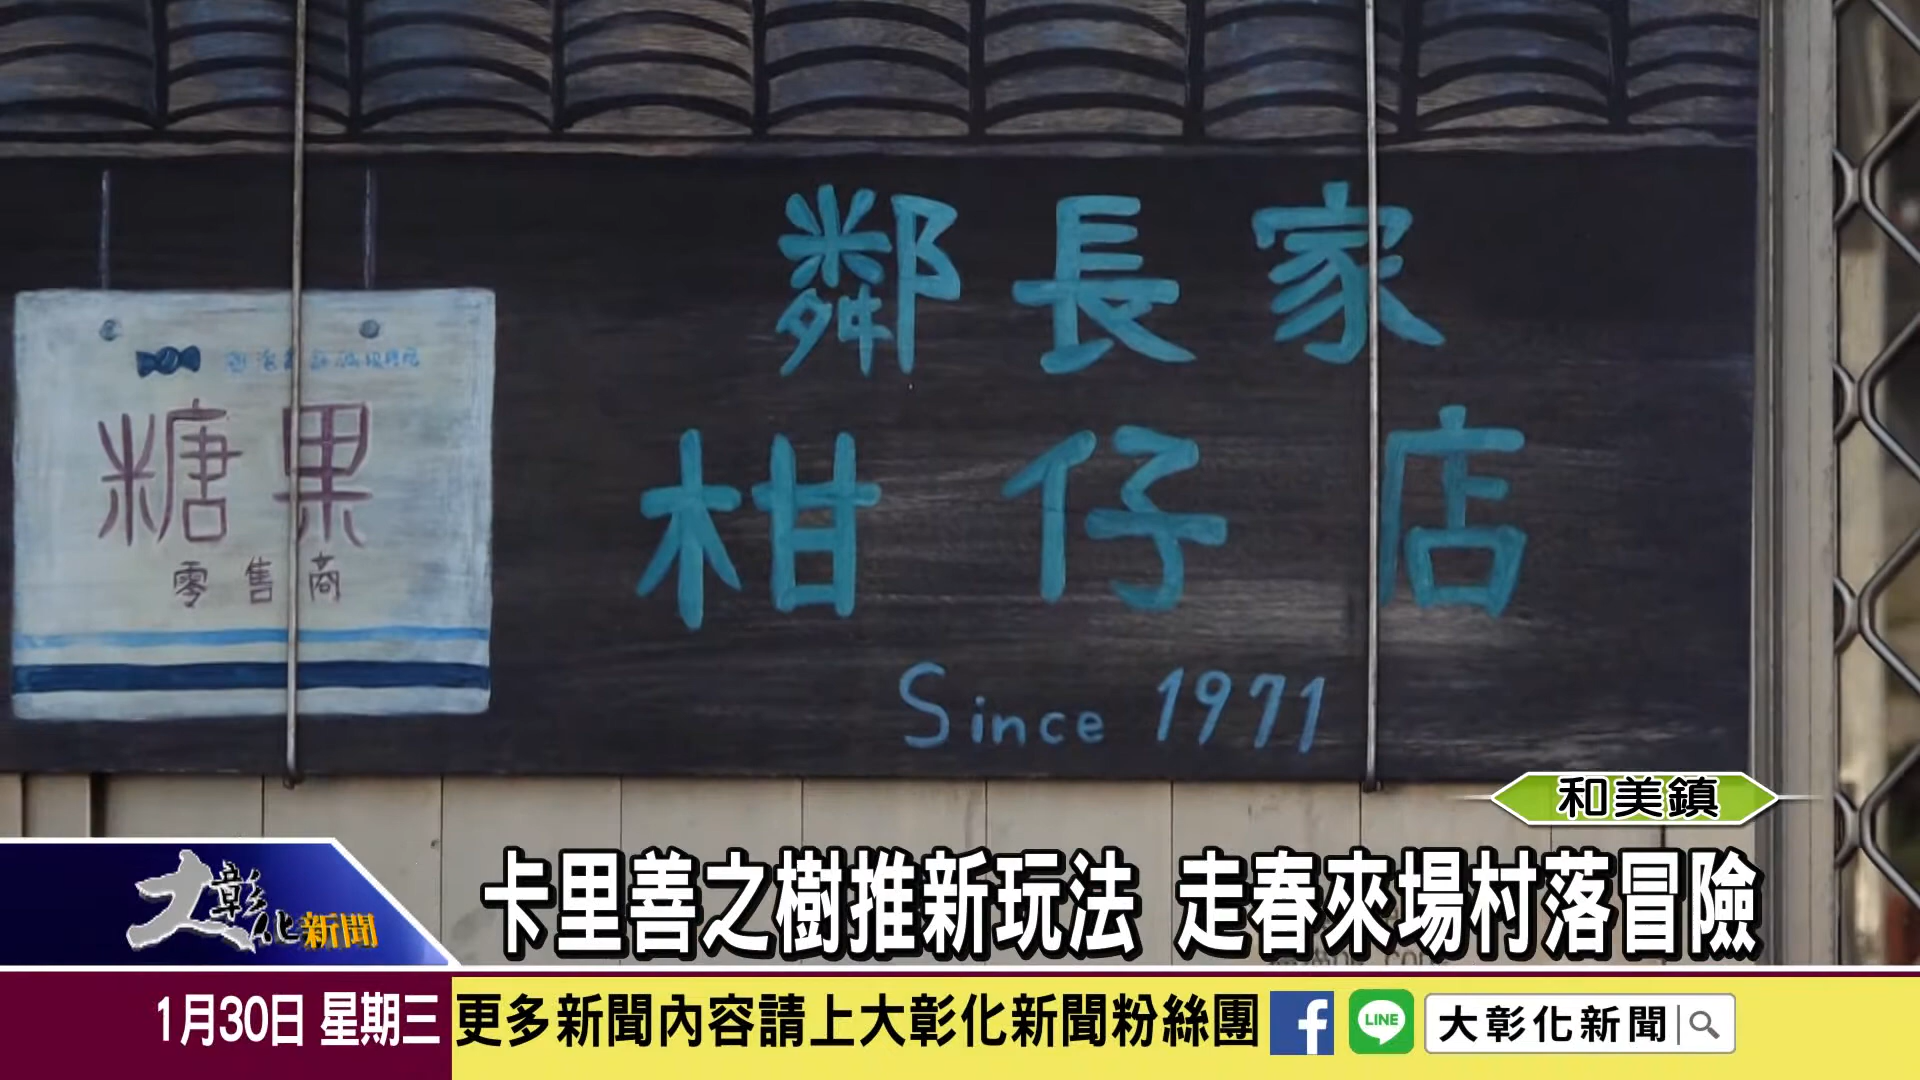 鄰長家
柑仔店
Since 1971
糖果
零售商
和美鎮
卡里善之樹推新玩法 走春來場村落冒險
大彰化新聞
1月30日 星期三
更多新聞內容請上大彰化新聞粉絲團
LINE
大彰化新聞